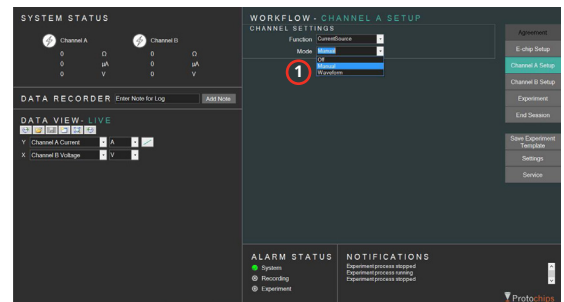 SYSTEM STATUS
Channel A
Channel B
0 Ω 0 Ω
0 µA 0 µA
0 V 0 V
DATA RECORDER Enter Note for Log Add Note
DATA VIEW- LIVE
Y Channel A Current A
X Channel B Voltage V
WORKFLOW - CHANNEL A SETUP
CHANNEL SETTINGS
Function CurrentSource
Mode Manual
Off
Manual
Waveform
1
Agreement
E-chip Setup
Channel A Setup
Channel B Setup
Experiment
End Session
Save Experiment
Template
Settings
Service
ALARM STATUS
System
Recording
Experiment
NOTIFICATIONS
Experiment process stopped
Experiment process running
Experiment process stopped
Protochips